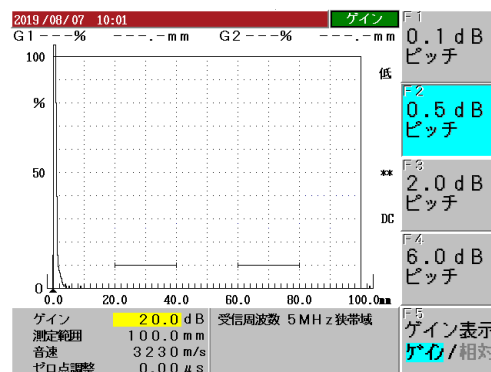 2019/08/07 10:01
ゲイン
G1---% ---.-mm G2---% ---.-mm
100
%
50
0
低
**
DC
0.0 20.0 40.0 60.0 80.0 100.0mm
ゲイン 20.0dB
測定範囲 100.0mm
音速 3230m/s
ゼロ点調整 0.00μs
受信周波数 5MHz狭帯域
F1
0.1dB
ピッチ
F2
0.5dB
ピッチ
F3
2.0dB
ピッチ
F4
6.0dB
ピッチ
F5
ゲイン表示
ゲイン/相対